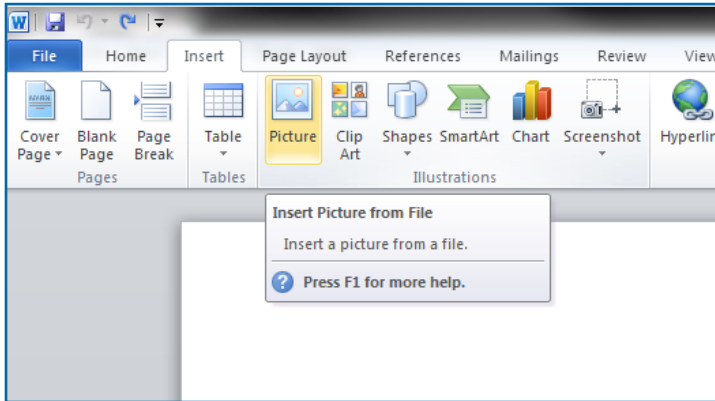 W
File Home Insert Page Layout References Mailings Review View
Cover Blank Page Table Picture Clip Shapes SmartArt Chart Screenshot Hyperlin
Page Page Break Art
Pages Tables Illustrations
Insert Picture from File
Insert a picture from a file.
? Press F1 for more help.